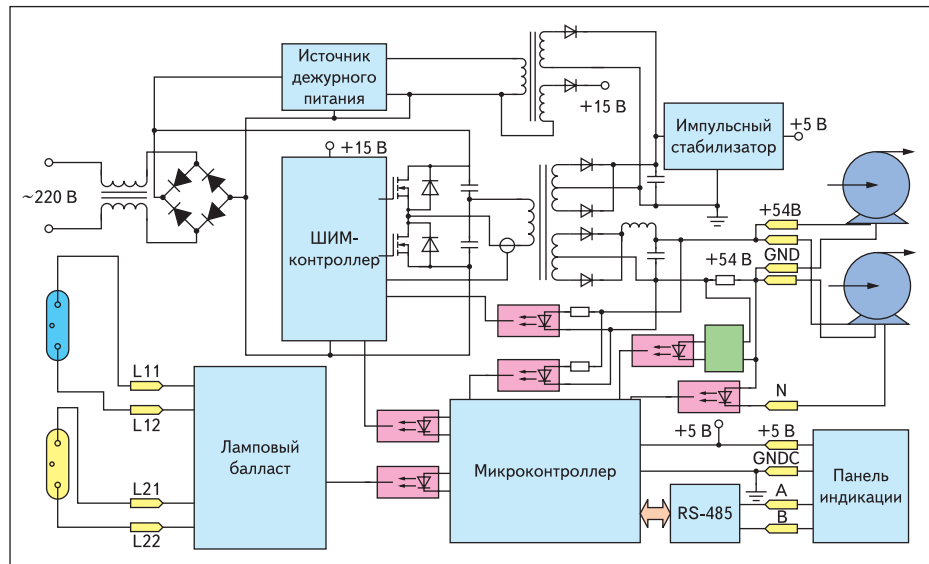 Источник
дежурного
питания
+15 В
Импульсный
стабилизатор
+5 В
~220 В
+15 В
ШИМ-
контроллер
+54В
GND
+54 В
L11
L12
L21
L22
Ламповый
балласт
Микроконтроллер
N
+5 В
+5 В
GNDC
A
B
RS-485
Панель
индикации